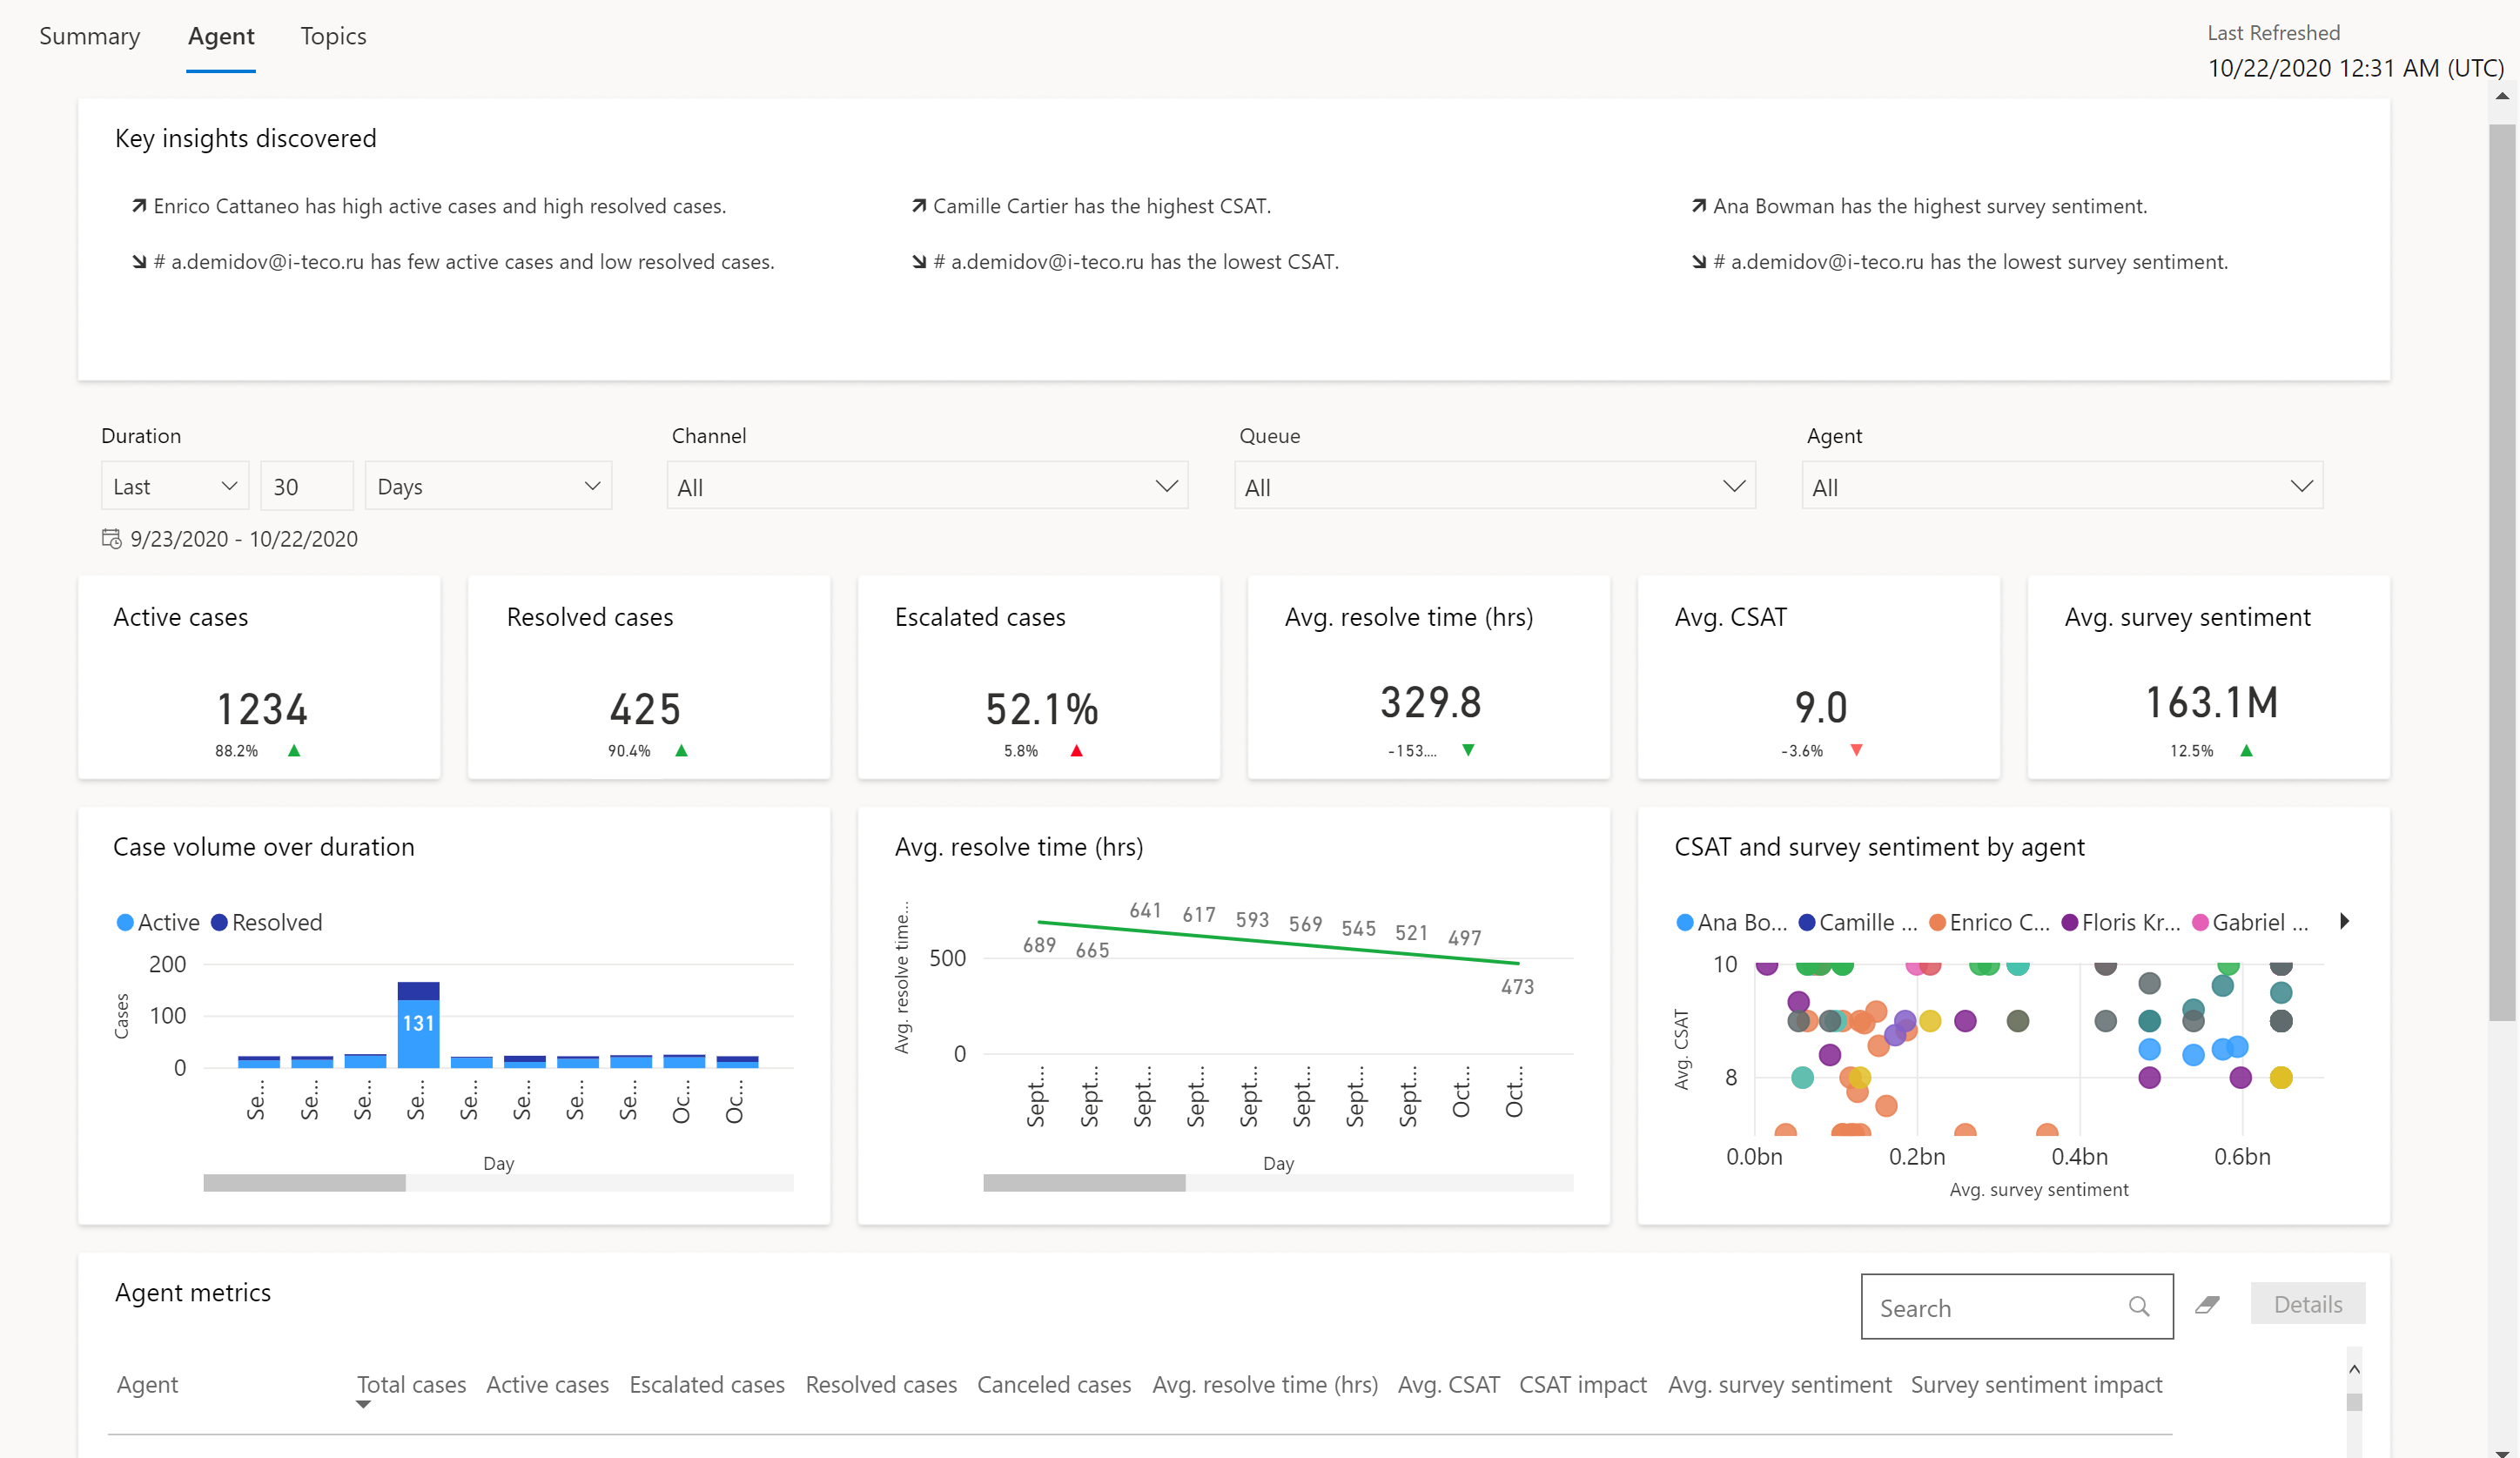 Summary Agent Topics
Last Refreshed
10/22/2020 12:31 AM (UTC)
Key insights discovered
Enrico Cattaneo has high active cases and high resolved cases.
Camille Cartier has the highest CSAT.
Ana Bowman has the highest survey sentiment.
# a.demidov@i-teco.ru has few active cases and low resolved cases.
# a.demidov@i-teco.ru has the lowest CSAT.
# a.demidov@i-teco.ru has the lowest survey sentiment.
Duration Channel Queue Agent
Last 30 Days All All All
9/23/2020 - 10/22/2020
Active cases
1234
88.2%
Resolved cases
425
90.4%
Escalated cases
52.1%
5.8%
Avg. resolve time (hrs)
329.8
-153....
Avg. CSAT
9.0
-3.6%
Avg. survey sentiment
163.1M
12.5%
Case volume over duration
Active Resolved
Cases
200
100
0
131
Se... Se... Se... Se... Se... Se... Se... Se... Oc... Oc...
Day
Avg. resolve time (hrs)
Avg. resolve time...
500
0
689 665 641 617 593 569 545 521 497 473
Sept... Sept... Sept... Sept... Sept... Sept... Sept... Sept... Oct... Oct...
Day
CSAT and survey sentiment by agent
Ana Bo... Camille ... Enrico C... Floris Kr... Gabriel ...
Avg. CSAT
10
8
0.0bn 0.2bn 0.4bn 0.6bn
Avg. survey sentiment
Agent metrics
Search
Details
Agent Total cases Active cases Escalated cases Resolved cases Canceled cases Avg. resolve time (hrs) Avg. CSAT CSAT impact Avg. survey sentiment Survey sentiment impact